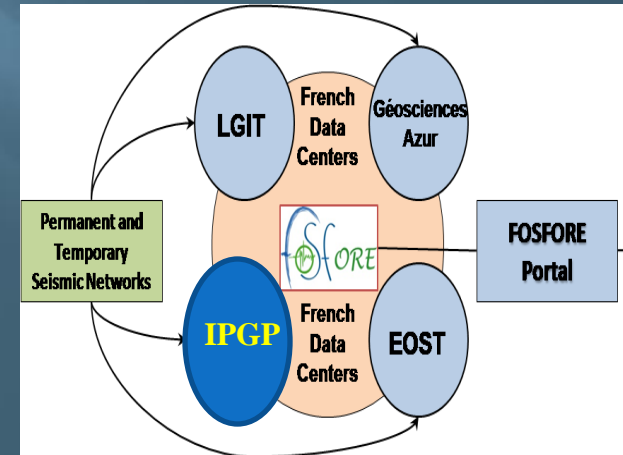 French
Data
Centers
LGIT
Géosciences
Azur
Permanent and
Temporary
Seismic Networks
FOSFORE
FOSFORE
Portal
IPGP
French
Data
Centers
EOST